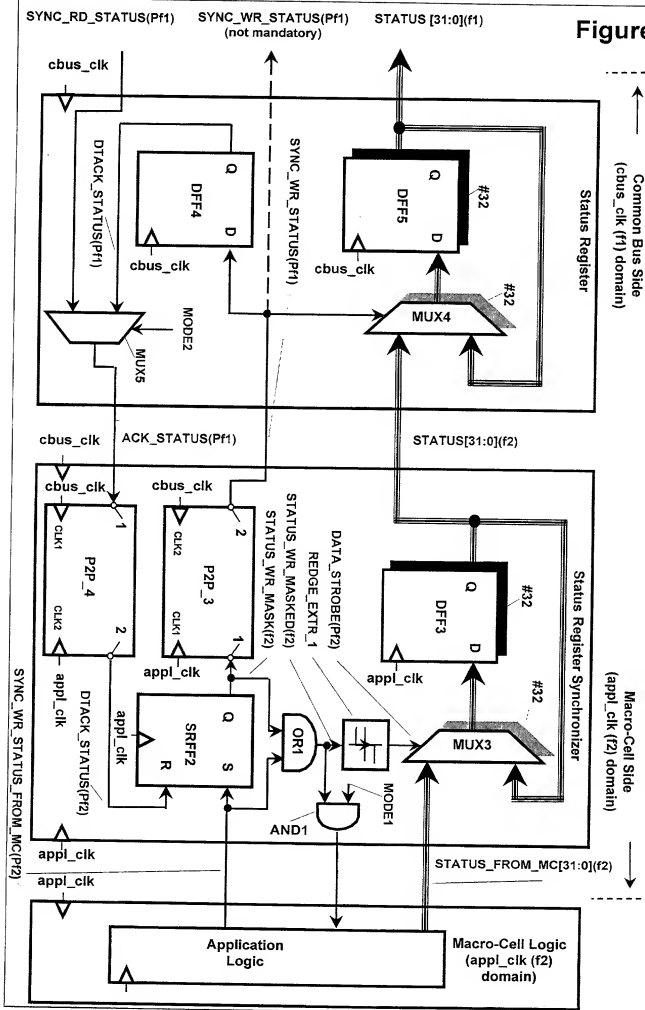 SYNC_RD_STATUS(Pf1)
SYNC_WR_STATUS(Pf1)
(not mandatory)
STATUS [31:0](f1)
Figure
cbus_clk
DTACK_STATUS(Pf1)
Q
DFF4
D
cbus_clk
SYNC_WR_STATUS(Pf1)
Q
DFF5
D
#32
cbus_clk
#32
MUX4
Status Register
Common Bus Side
(cbus_clk (f1) domain)
MODE2
MUX5
ACK_STATUS(Pf1)
STATUS[31:0](f2)
cbus_clk
cbus_clk
1
CLK1
P2P_4
CLK2
2
appl_clk
cbus_clk
2
CLK2
P2P_3
CLK1
1
appl_clk
STATUS_WR_MASK(f2)
STATUS_WR_MASKED(f2)
REDGE_EXTR_1
DATA_STROBE(Pf2)
Q
DFF3
D
#32
appl_clk
#32
MUX3
Status Register Synchronizer
Macro-Cell Side
(appl_clk (f2) domain)
DTACK_STATUS(Pf2)
appl_clk
Q
SRFF2
R
S
OR1
MODE1
AND1
SYNC_WR_STATUS_FROM_MC(Pf2)
appl_clk
appl_clk
STATUS_FROM_MC[31:0](f2)
Application
Logic
Macro-Cell Logic
(appl_clk (f2)
domain)